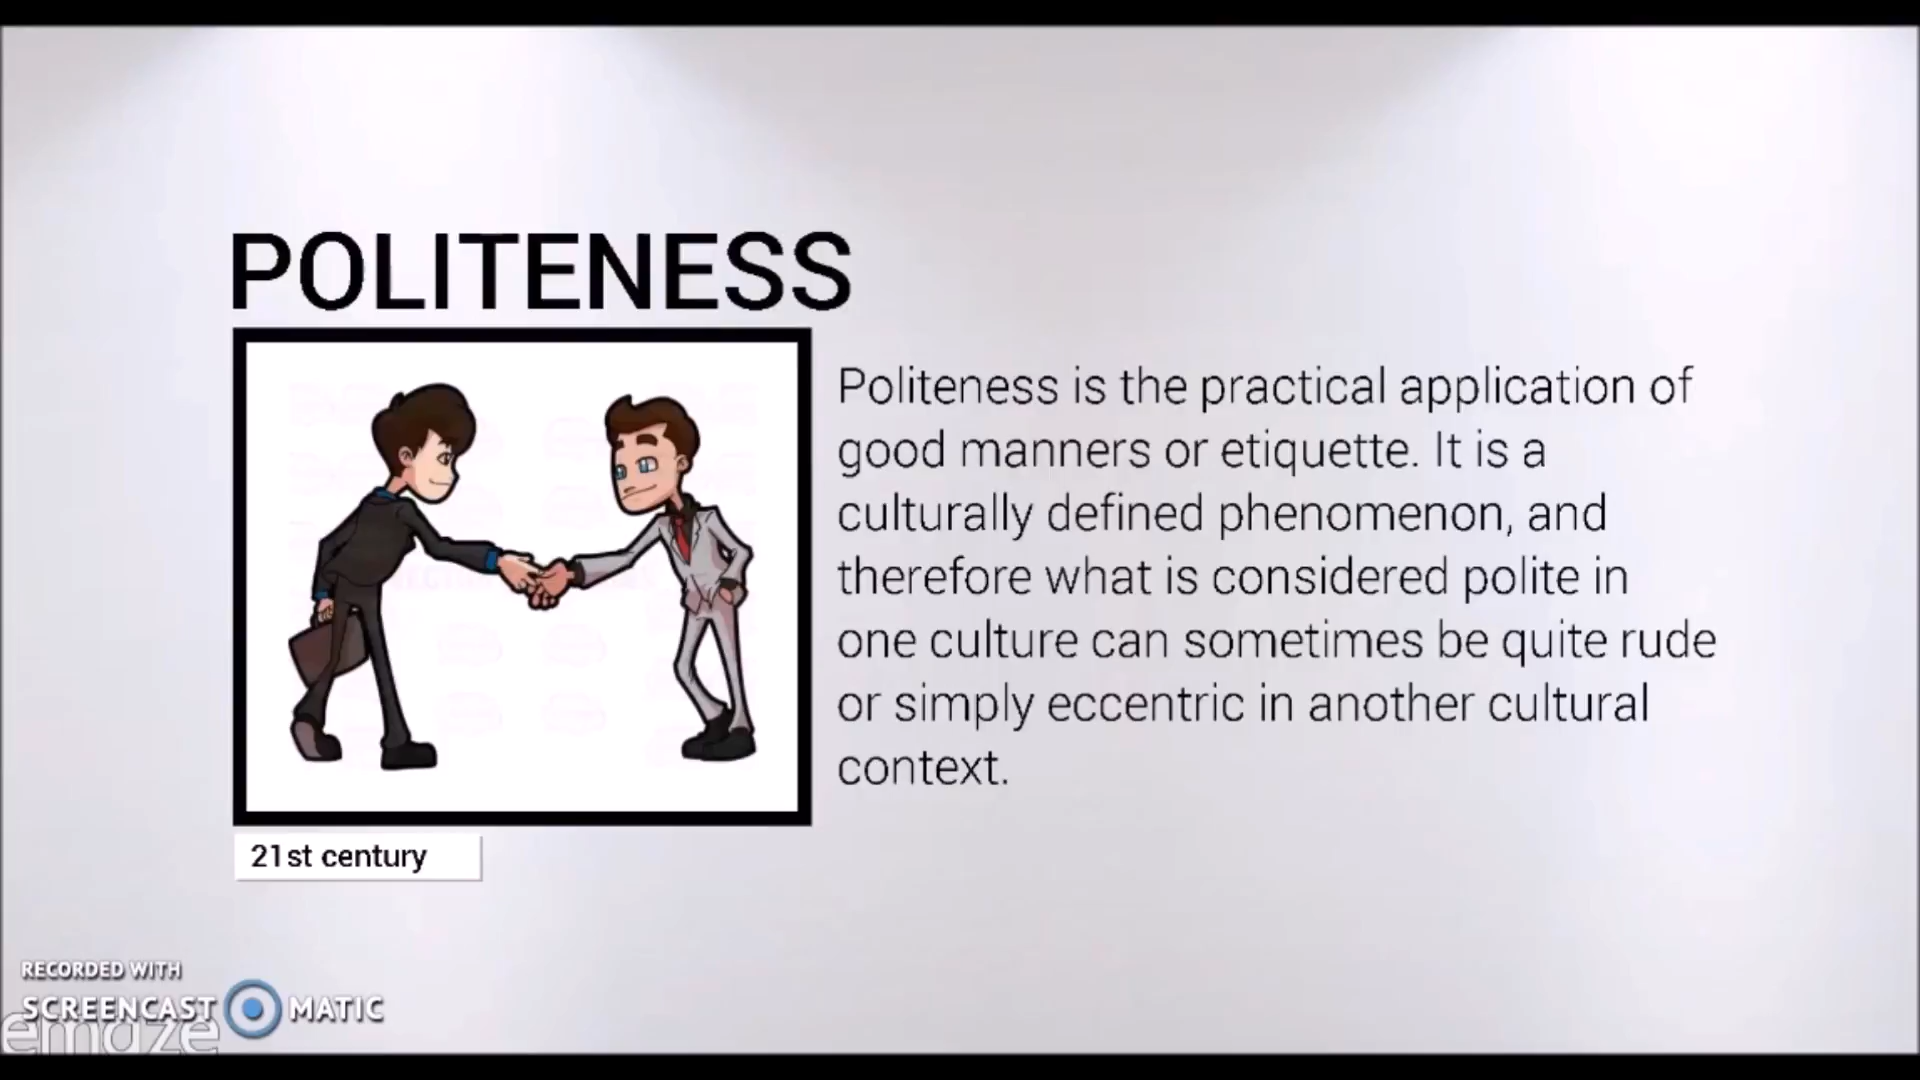 POLITENESS
Politeness is the practical application of
good manners or etiquette. It is a
culturally defined phenomenon, and
therefore what is considered polite in
one culture can sometimes be quite rude
or simply eccentric in another cultural
context.
21st century
RECORDED WITH
SCREENCAST MATIC
emaze